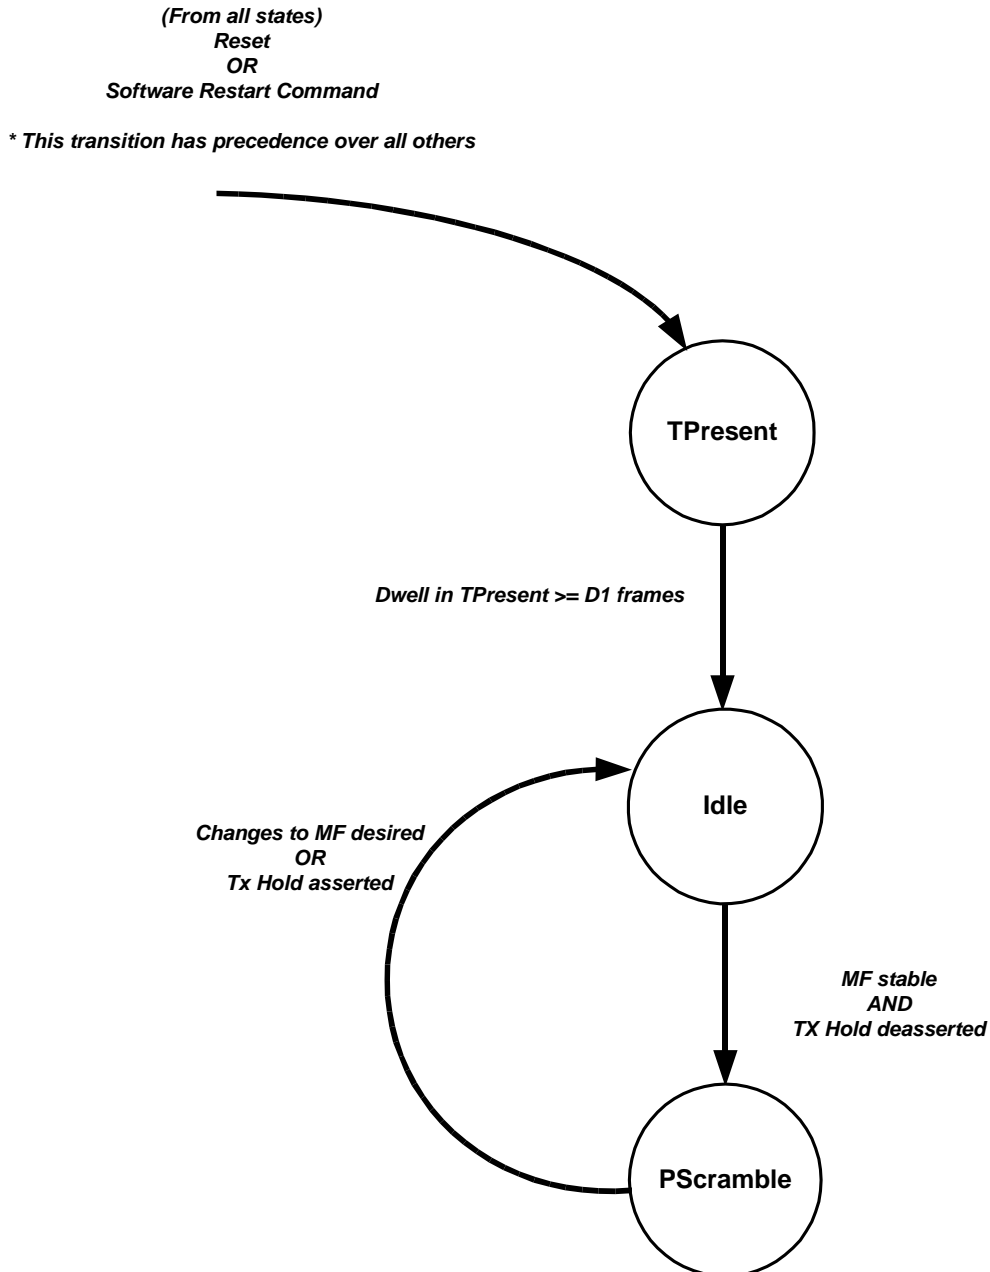 (From all states)
Reset
OR
Software Restart Command
* This transition has precedence over all others
TPresent
Dwell in TPresent >= D1 frames
Idle
Changes to MF desired
OR
Tx Hold asserted
MF stable
AND
TX Hold deasserted
PScramble